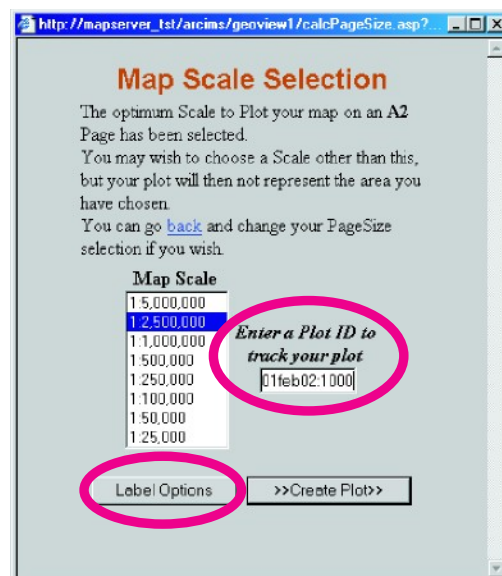 http://mapserver_tst/arcims/geoview1/calcPageSize.asp?...
Map Scale Selection
The optimum Scale to Plot your map on an A2
Page has been selected.
You may wish to choose a Scale other than this,
but your plot will then not represent the area you
have chosen.
You can go back and change your PageSize
selection if you wish.
Map Scale
1:5,000,000
1:2,500,000
1:1,000,000
1:500,000
1:250,000
1:100,000
1:50,000
1:25,000
Enter a Plot ID to
track your plot
01feb02:1000
Label Options
>>Create Plot>>